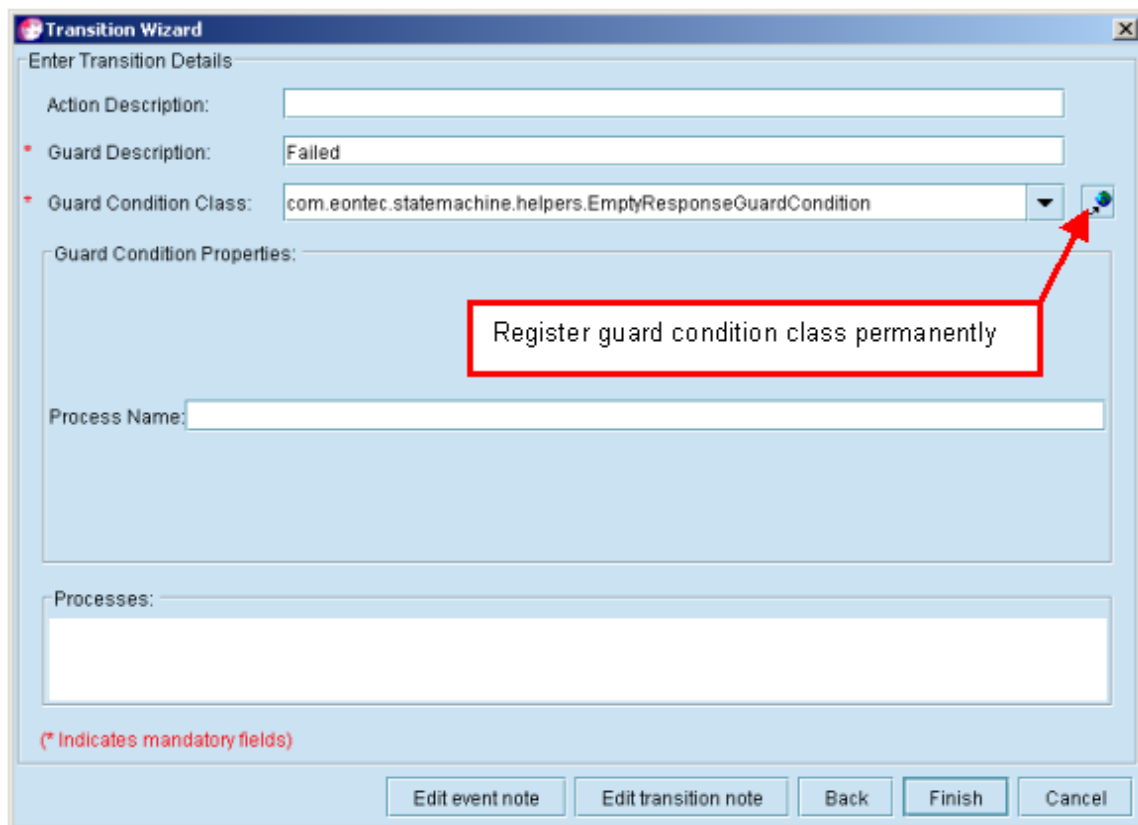 Transition Wizard
Enter Transition Details
Action Description:
* Guard Description: Failed
* Guard Condition Class: com.eontec.statemachine.helpers.EmptyResponseGuardCondition
Guard Condition Properties:
Register guard condition class permanently
Process Name:
Processes:
(* Indicates mandatory fields)
Edit event note Edit transition note Back Finish Cancel